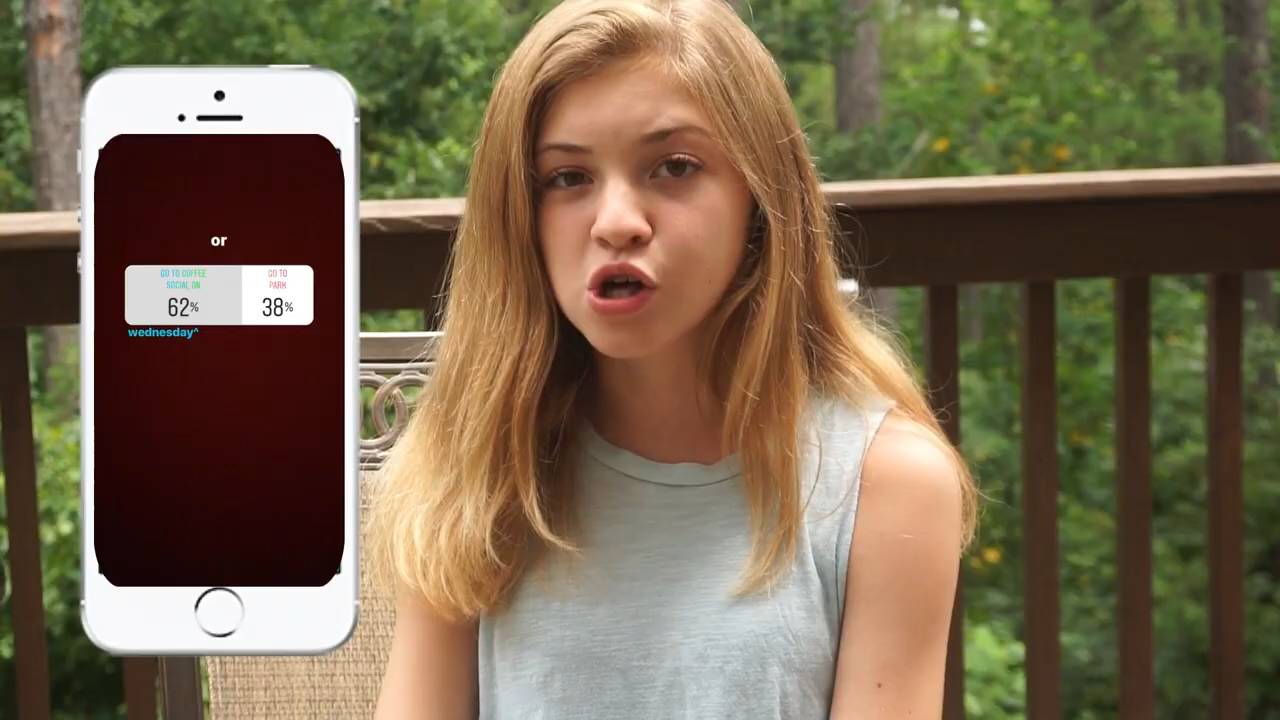 or
GO TO COFFEE
SOCIAL ON
62%
GO TO
PARK
38%
wednesday^